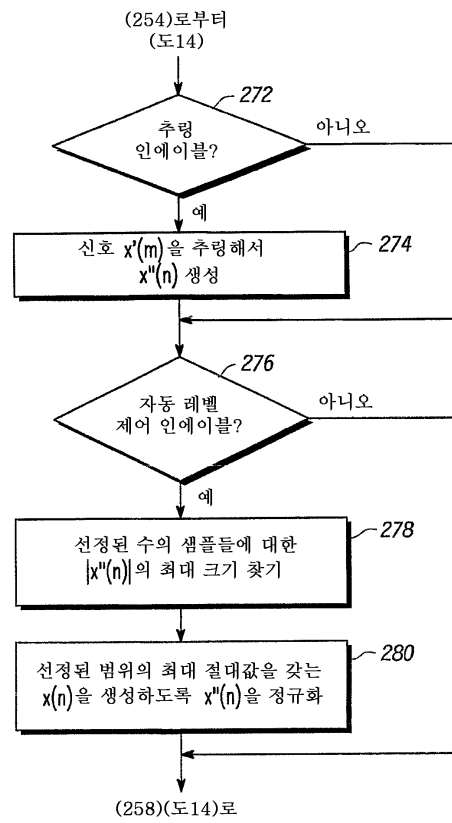 (254)로부터
(도14)
272
추링
인에이블?
아니오
예
신호 x'(m)을 추링해서
x"(n) 생성
274
276
자동 레벨
제어 인에이블?
아니오
예
선정된 수의 샘플들에 대한
|x"(n)|의 최대 크기 찾기
278
선정된 범위의 최대 절대값을 갖는
x(n)을 생성하도록 x"(n)을 정규화
280
(258)(도14)로